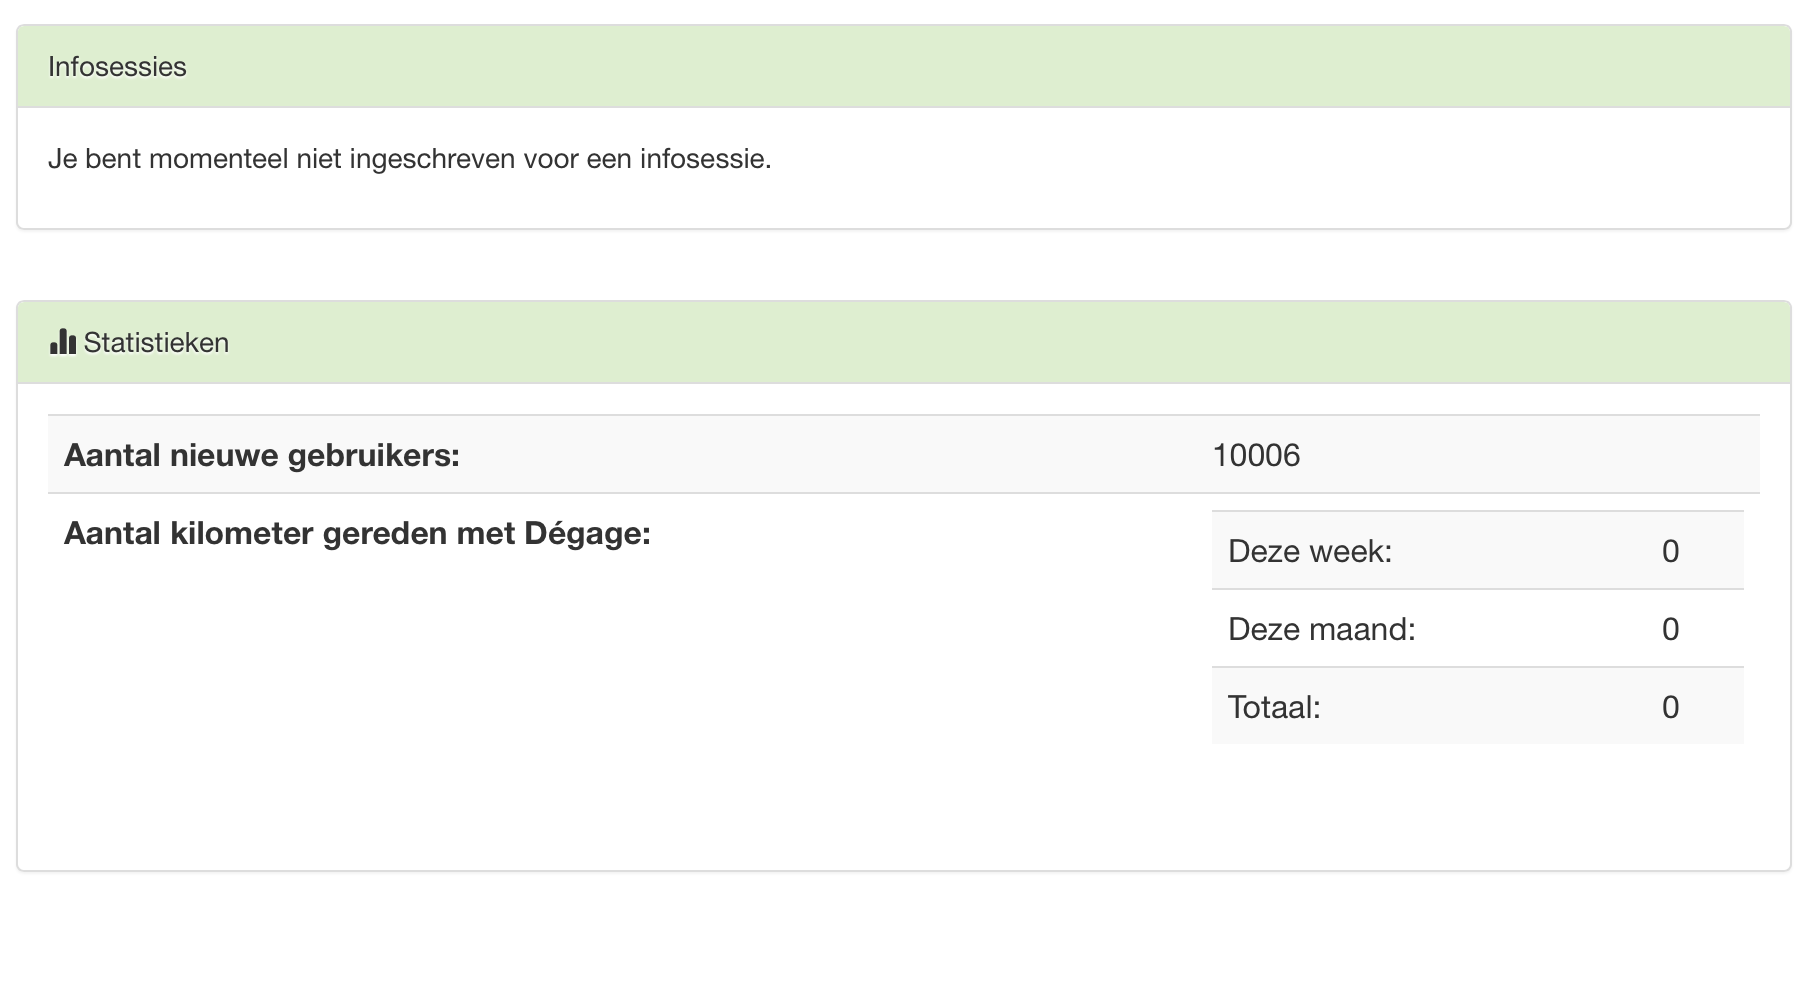 Infosessies
Je bent momenteel niet ingeschreven voor een infosessie.
Statistieken
Aantal nieuwe gebruikers: 10006
Aantal kilometer gereden met Dégage:
Deze week: 0
Deze maand: 0
Totaal: 0